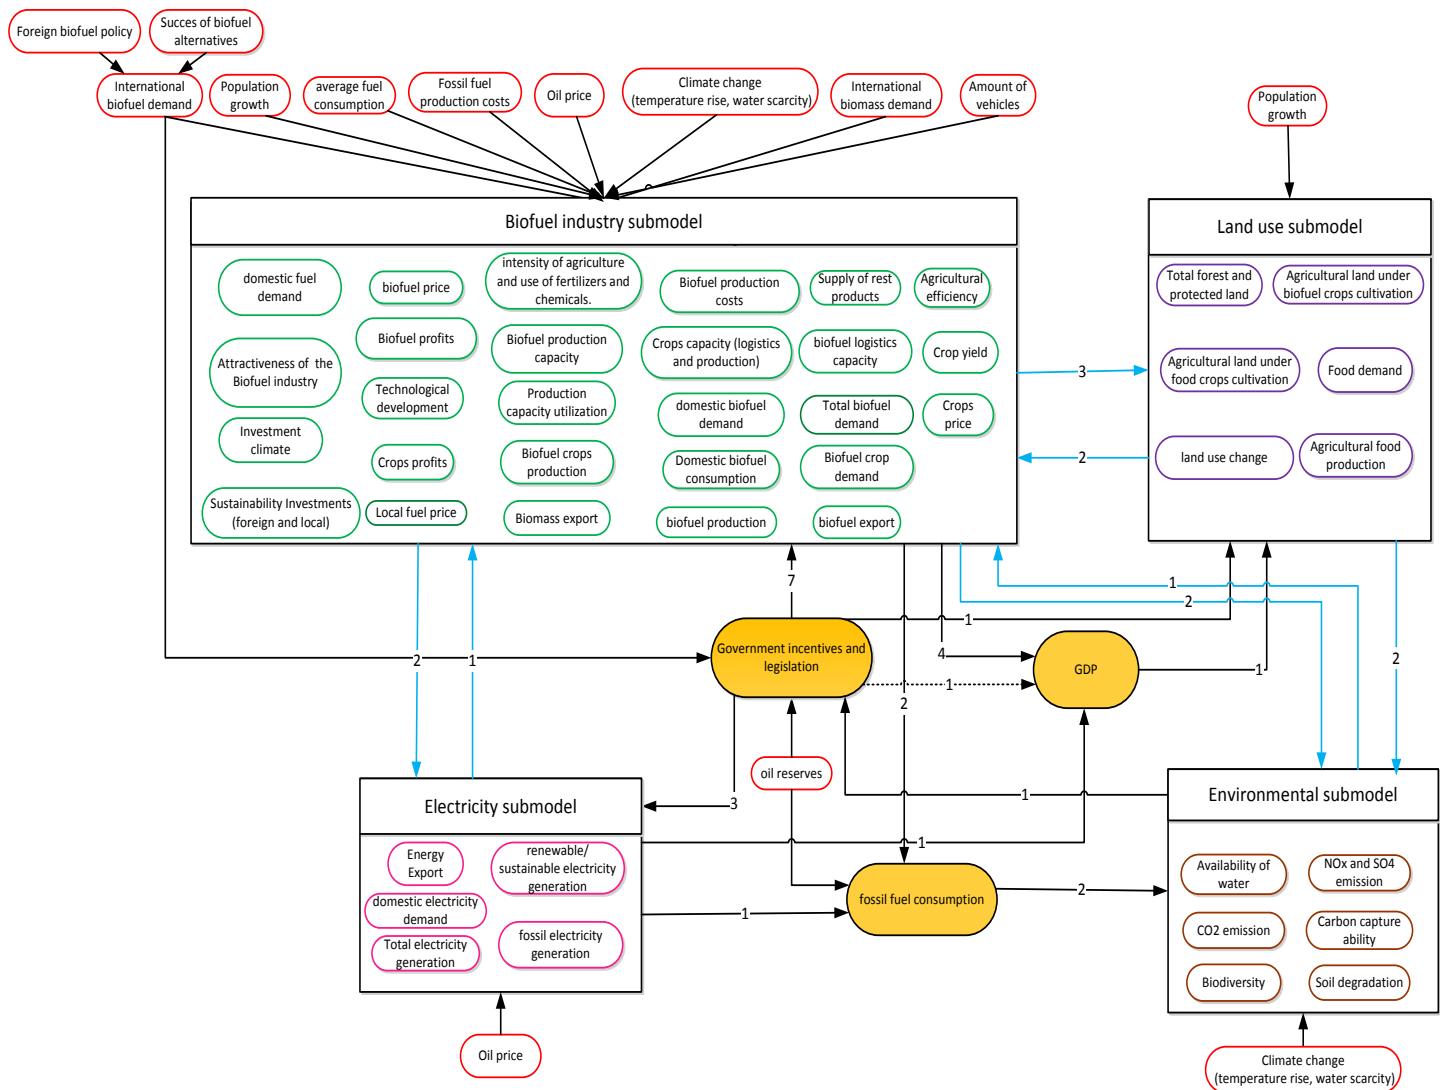 Foreign biofuel policy
Succes of biofuel
alternatives
International
biofuel demand
Population
growth
average fuel
consumption
Fossil fuel
production costs
Oil price
Climate change
(temperature rise, water scarcity)
International
biomass demand
Amount of
vehicles
Population
growth
Biofuel industry submodel
domestic fuel
demand
biofuel price
intensity of agriculture
and use of fertilizers and
chemicals.
Biofuel production
costs
Supply of rest
products
Agricultural
efficiency
Attractiveness of  the
Biofuel industry
Biofuel profits
Biofuel production
capacity
Crops capacity (logistics
and production)
biofuel logistics
capacity
Crop yield
Investment
climate
Technological
development
Production
capacity utilization
domestic biofuel
demand
Total biofuel
demand
Crops
price
Crops profits
Biofuel crops
production
Domestic biofuel
consumption
Biofuel crop
demand
Sustainability Investments
(foreign and local)
Local fuel price
Biomass export
biofuel production
biofuel export
Land use submodel
Total forest and
protected land
Agricultural land under
biofuel crops cultivation
Agricultural land under
food crops cultivation
Food demand
land use change
Agricultural food
production
3
2
7
1
2
1
2
1
4
2
1
1
2
Government incentives and
legislation
GDP
oil reserves
3
1
1
1
2
fossil fuel consumption
Electricity submodel
Energy
Export
renewable/
sustainable electricity
generation
domestic electricity
demand
Total electricity
generation
fossil electricity
generation
Oil price
Environmental submodel
Availability of
water
NOx and SO4
emission
CO2 emission
Carbon capture
ability
Biodiversity
Soil degradation
Climate change
(temperature rise, water scarcity)